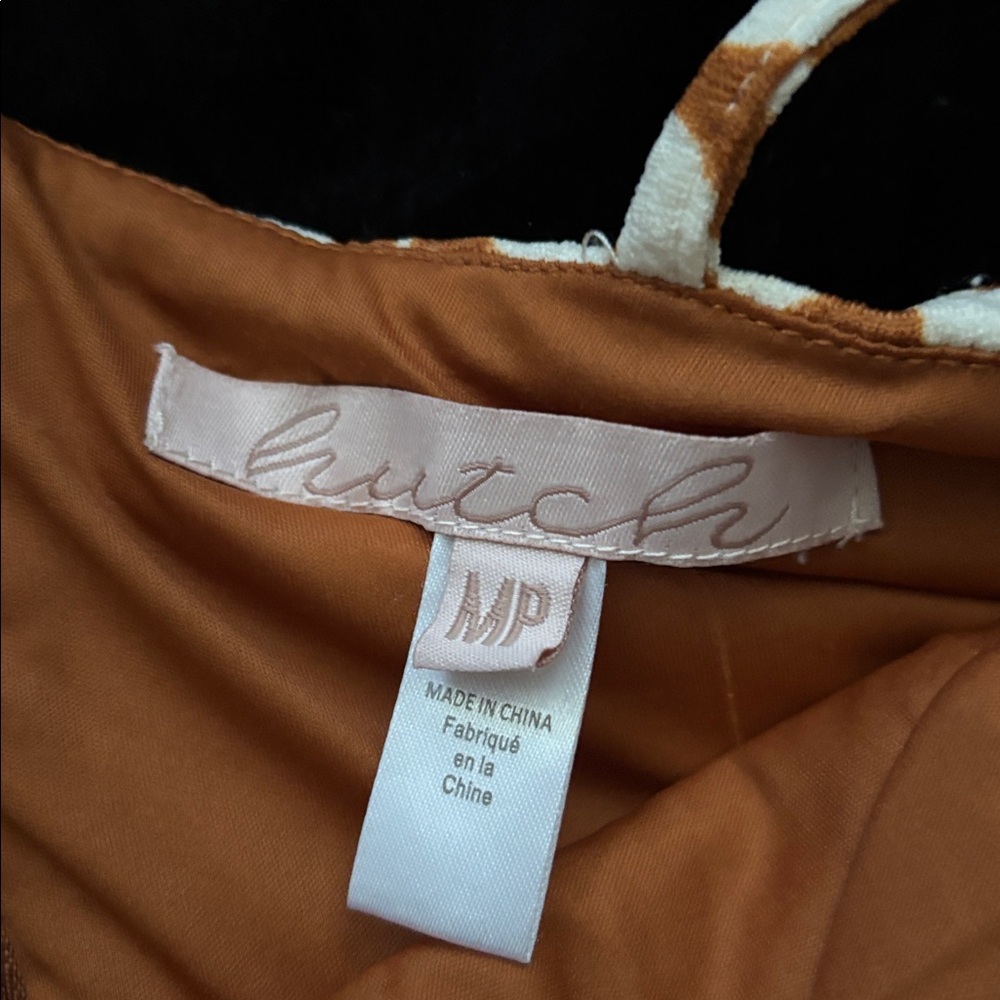 hutch
MP
MADE IN CHINA
Fabriqué
en la
Chine